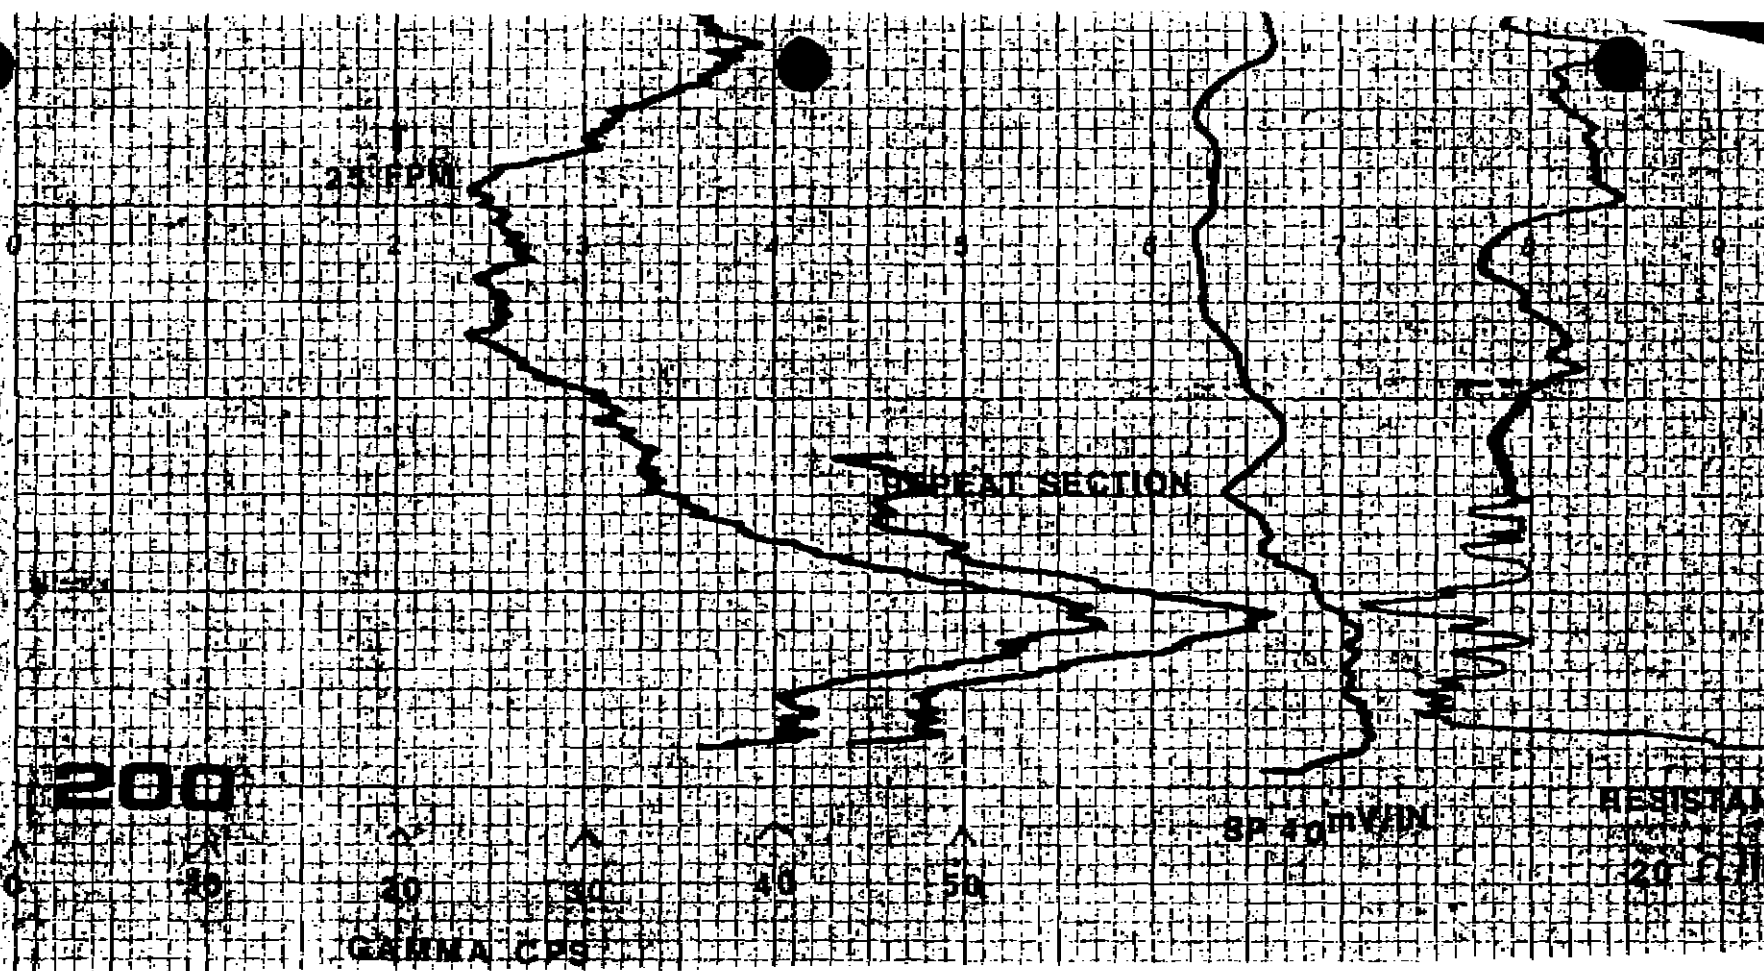 25 FPM
0 2 3 4 5 6 7 8 9
REPEAT SECTION
200
SP 40 mV/IN
RESISTAN
20 Ω/I
0 10 20 30 40 50
GAMMA CPS